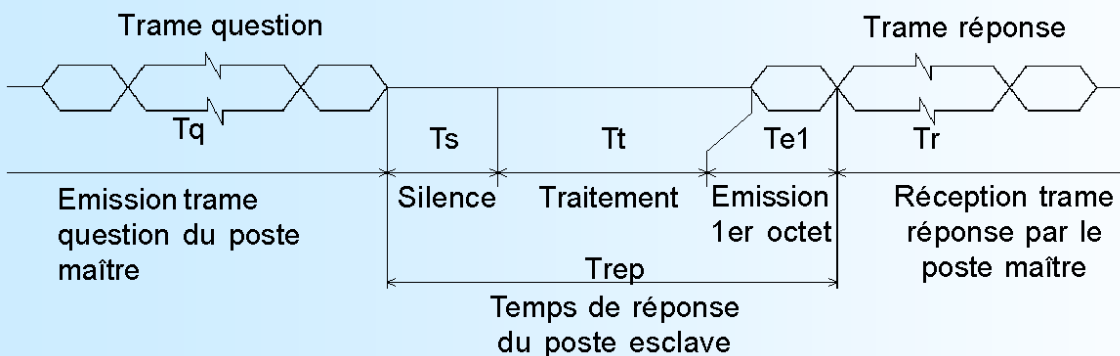 Trame question
Trame réponse
Tq
Ts
Tt
Te1
Tr
Emission trame
question du poste
maître
Silence
Traitement
Emission
1er octet
Réception trame
réponse par le
poste maître
Trep
Temps de réponse
du poste esclave